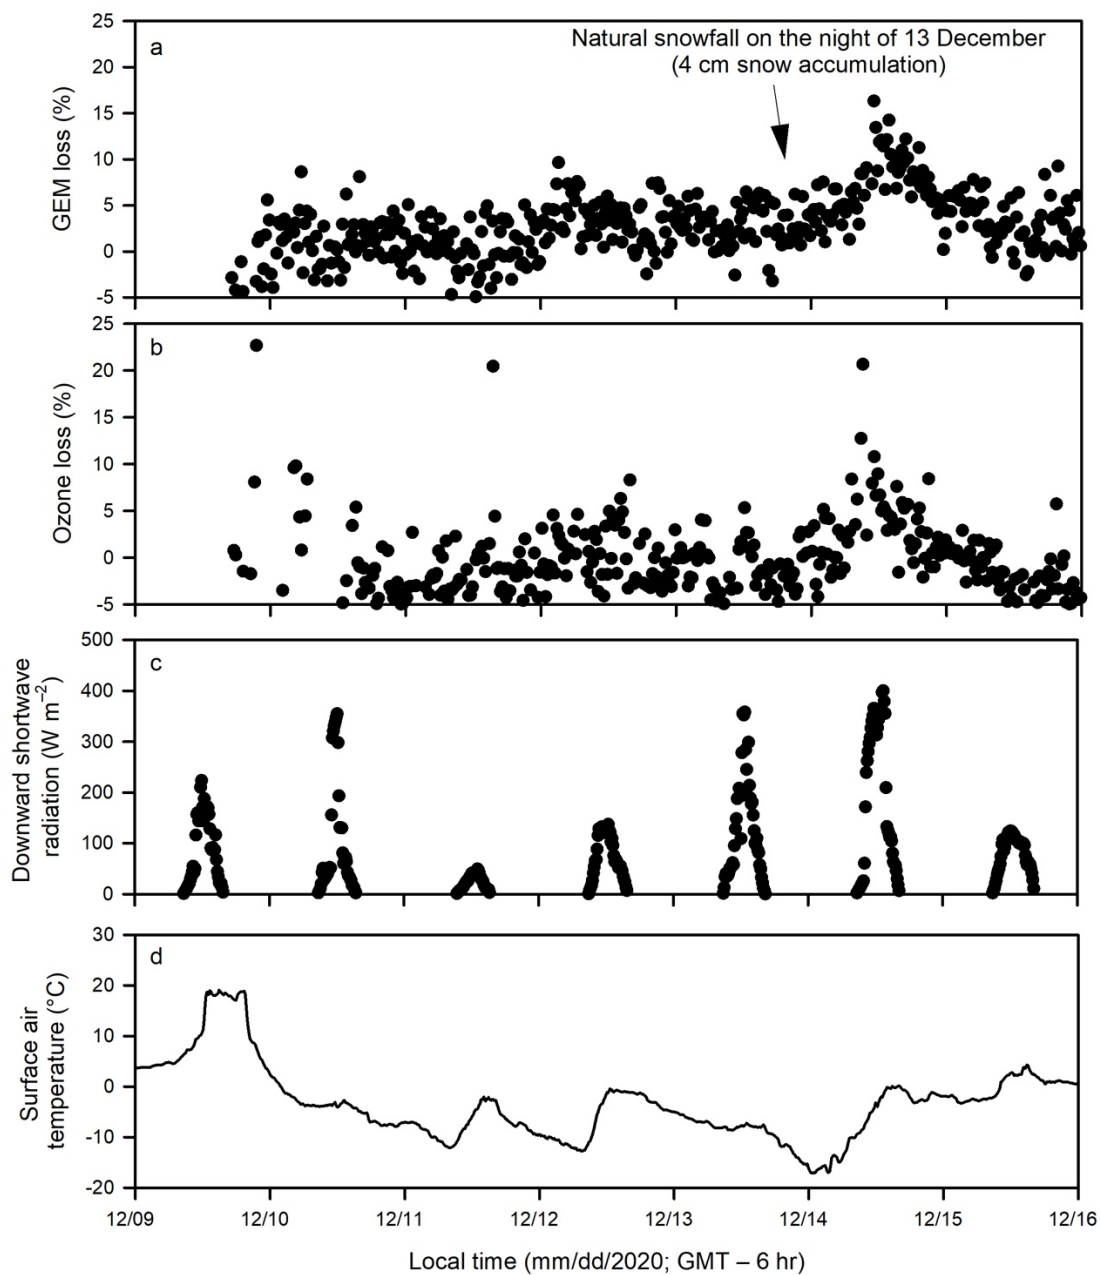 a
Natural snowfall on the night of 13 December
(4 cm snow accumulation)
GEM loss (%)
25
20
15
10
5
0
-5
b
Ozone loss (%)
25
20
15
10
5
0
-5
c
Downward shortwave
radiation (W m⁻²)
500
400
300
200
100
0
d
Surface air
temperature (°C)
30
20
10
0
-10
-20
12/09 12/10 12/11 12/12 12/13 12/14 12/15 12/16
Local time (mm/dd/2020; GMT – 6 hr)